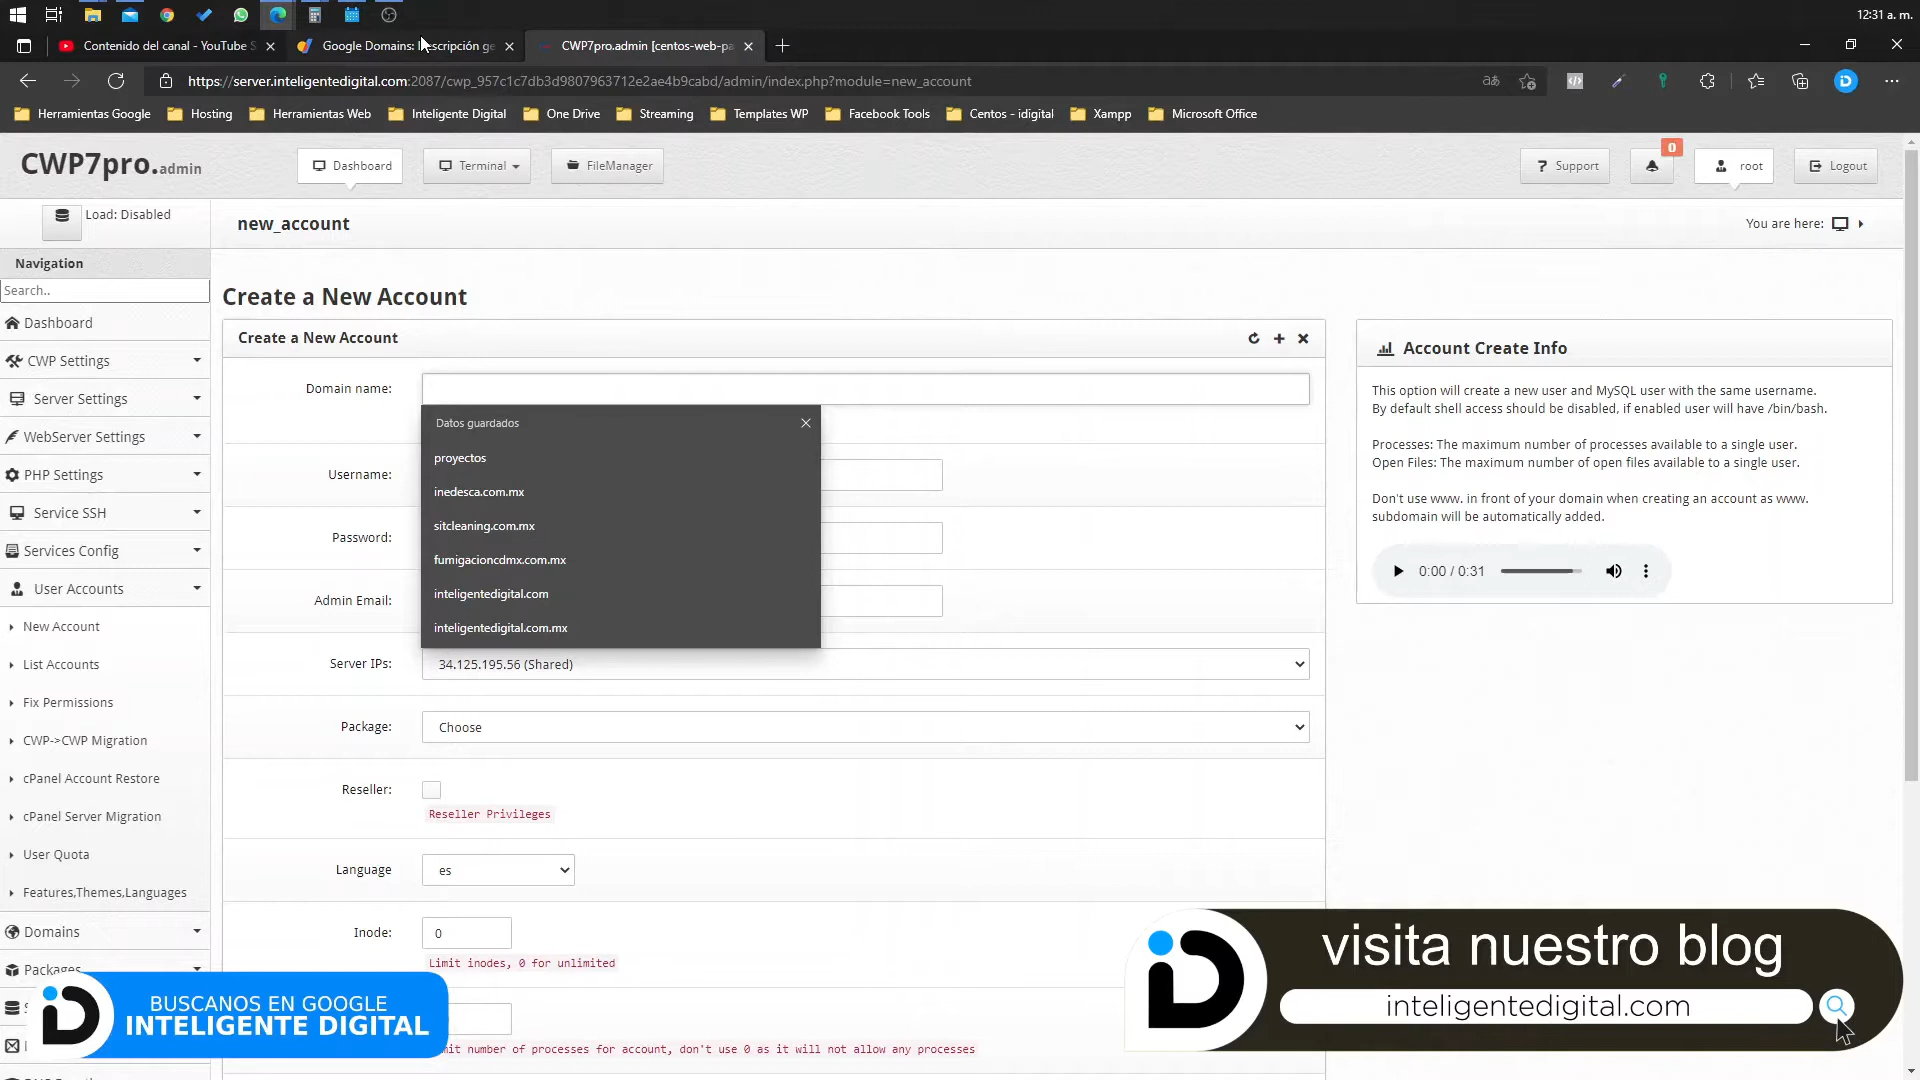 12:31 a. m.
Contenido del canal - YouTube S
Google Domains: Descripción ge
CWP7pro.admin [centos-web-pa
https://server.inteligentedigital.com:2087/cwp_957c1c7db3d9807963712e2ae4b9cabd/admin/index.php?module=new_account
Herramientas Google
Hosting
Herramientas Web
Inteligente Digital
One Drive
Streaming
Templates WP
Facebook Tools
Centos - idigital
Xampp
Microsoft Office
CWP7pro.admin
Dashboard
Terminal
FileManager
? Support
0
root
Logout
Load: Disabled
new_account
You are here:
Navigation
Search..
Dashboard
CWP Settings
Server Settings
WebServer Settings
PHP Settings
Service SSH
Services Config
User Accounts
New Account
List Accounts
Fix Permissions
CWP->CWP Migration
cPanel Account Restore
cPanel Server Migration
User Quota
Features,Themes,Languages
Domains
Packages
Create a New Account
Create a New Account
Domain name:
Datos guardados
proyectos
inedesca.com.mx
sitcleaning.com.mx
fumigacioncdmx.com.mx
inteligentedigital.com
inteligentedigital.com.mx
Username:
Password:
Admin Email:
Server IPs:
34.125.195.56 (Shared)
Package:
Choose
Reseller:
Reseller Privileges
Language
es
Inode:
0
Limit inodes, 0 for unlimited
number of processes for account, don't use 0 as it will not allow any processes
Account Create Info
This option will create a new user and MySQL user with the same username.
By default shell access should be disabled, if enabled user will have /bin/bash.
Processes: The maximum number of processes available to a single user.
Open Files: The maximum number of open files available to a single user.
Don't use www. in front of your domain when creating an account as www.
subdomain will be automatically added.
0:00 / 0:31
BUSCANOS EN GOOGLE
INTELIGENTE DIGITAL
visita nuestro blog
inteligentedigital.com